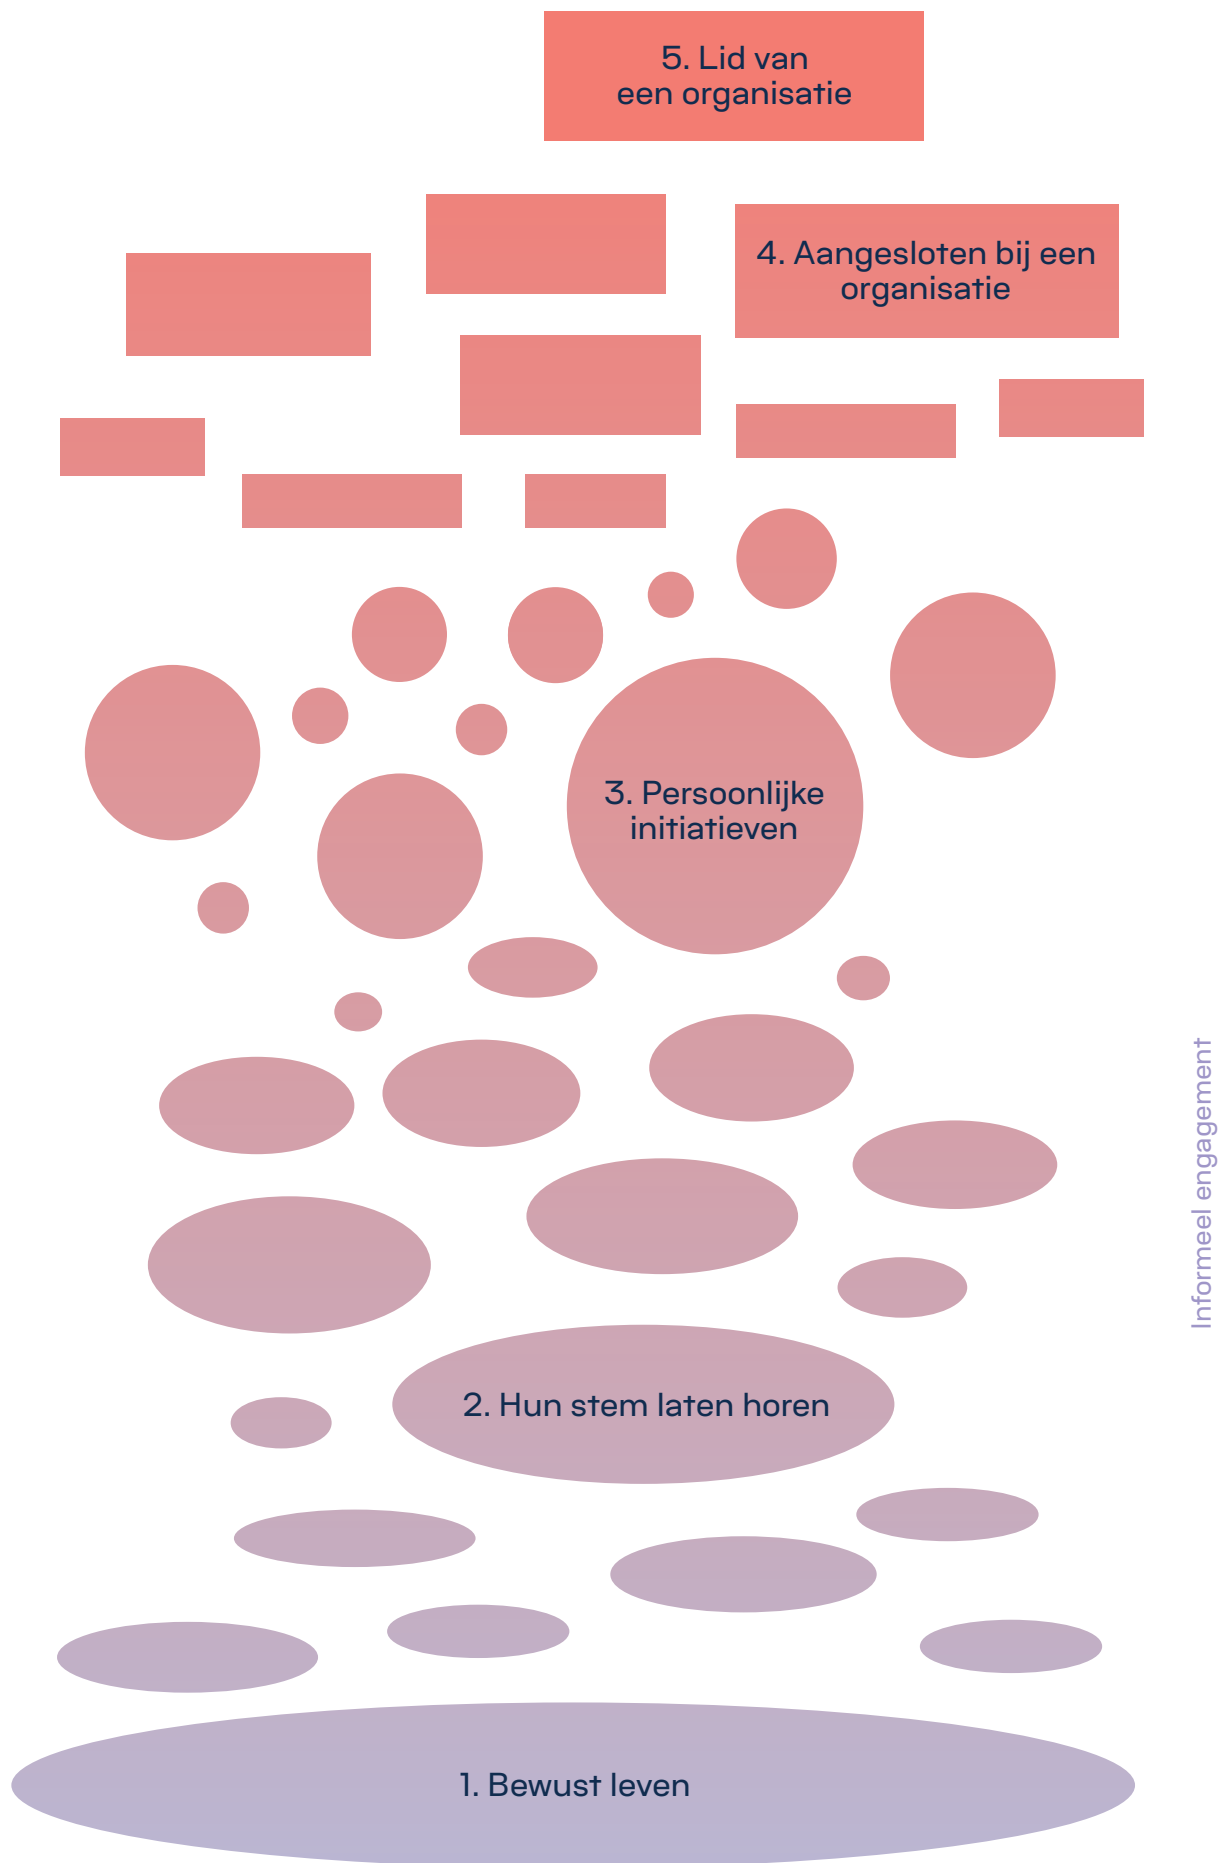 5. Lid van
een organisatie
4. Aangesloten bij een
organisatie
3. Persoonlijke
initiatieven
Informeel engagement
2. Hun stem laten horen
1. Bewust leven